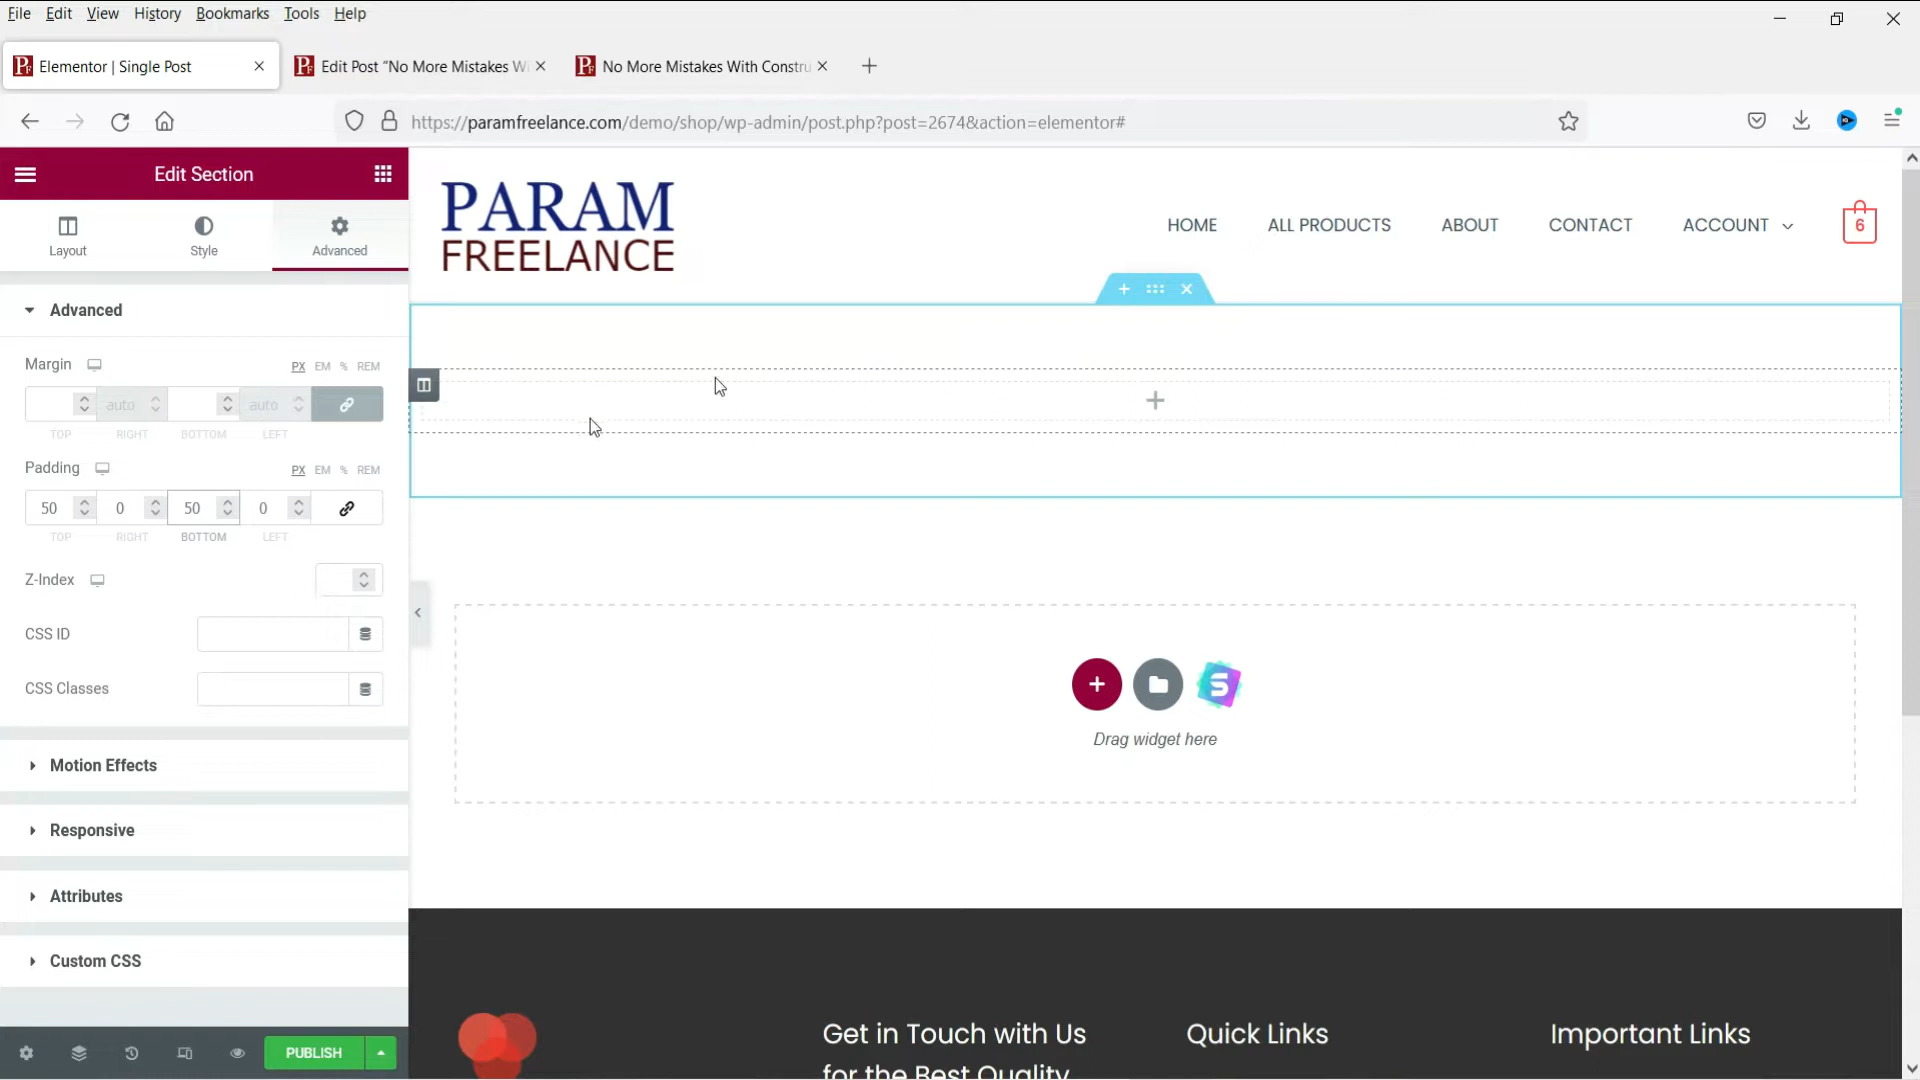 File Edit View History Bookmarks Tools Help
Elementor | Single Post
Edit Post “No More Mistakes Wi
No More Mistakes With Constru
https://paramfreelance.com/demo/shop/wp-admin/post.php?post=2674&action=elementor#
Edit Section
Layout Style Advanced
Advanced
Margin PX EM % REM
auto auto
TOP RIGHT BOTTOM LEFT
Padding PX EM % REM
50 0 50 0
TOP RIGHT BOTTOM LEFT
Z-Index
CSS ID
CSS Classes
Motion Effects
Responsive
Attributes
Custom CSS
PUBLISH
PARAM
FREELANCE
HOME ALL PRODUCTS ABOUT CONTACT ACCOUNT 6
Drag widget here
Get in Touch with Us
for the Best Quality
Quick Links
Important Links